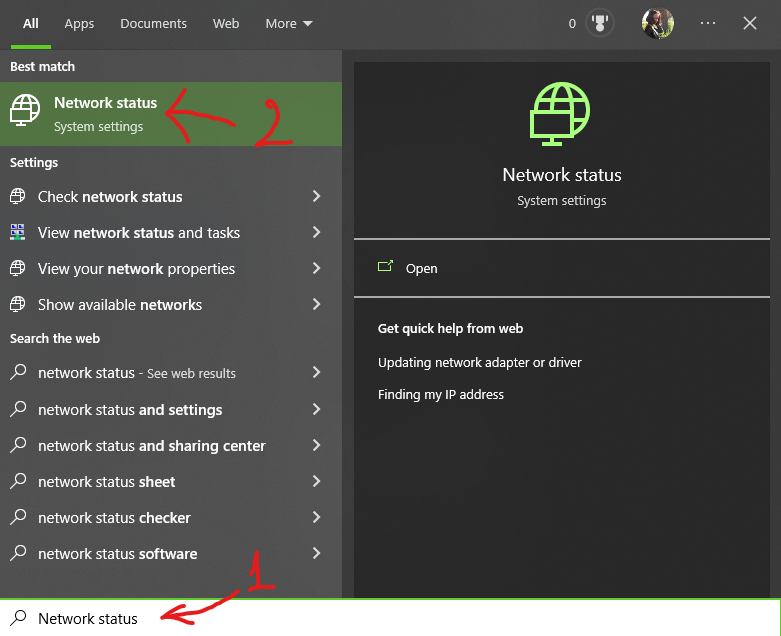 All Apps Documents Web More 0 ...
Best match
Network status
System settings
2
Settings
Check network status
View network status and tasks
View your network properties
Show available networks
Search the web
network status - See web results
network status and settings
network status and sharing center
network status sheet
network status checker
network status software
1
Network status
Network status
System settings
Open
Get quick help from web
Updating network adapter or driver
Finding my IP address